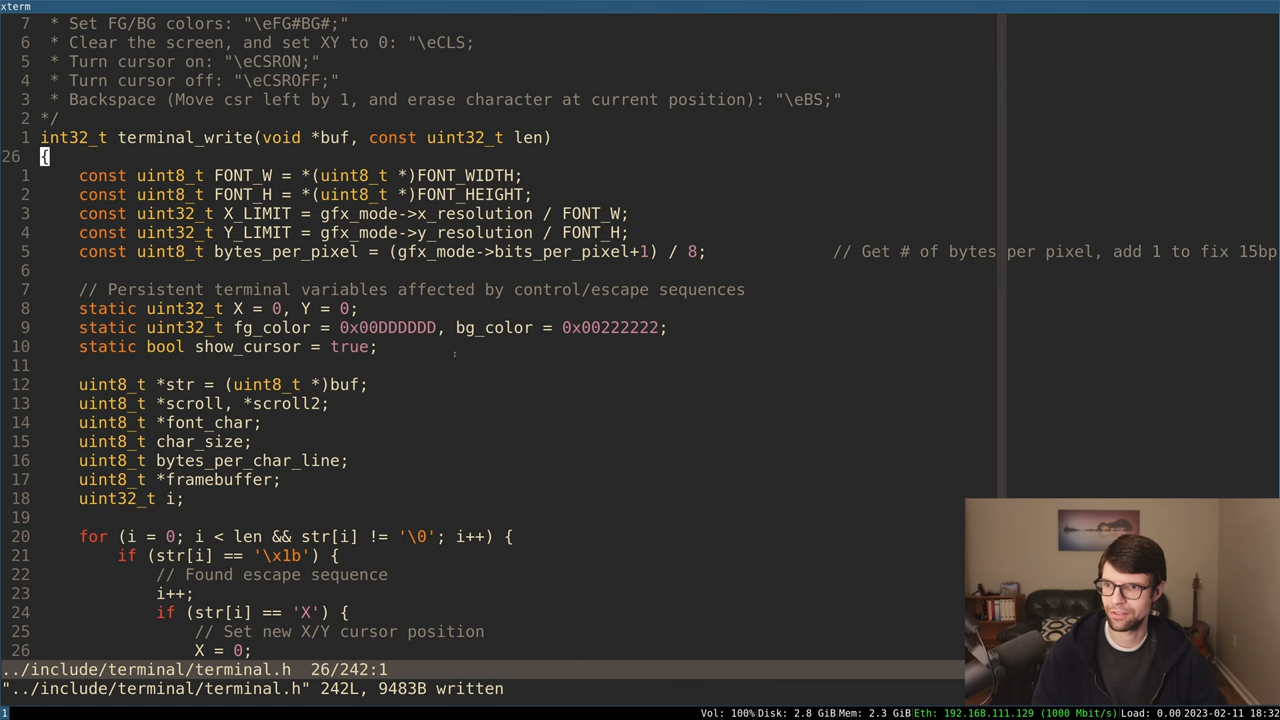 xterm
7  * Set FG/BG colors: "\eFG#BG#;"
6  * Clear the screen, and set XY to 0: "\eCLS;
5  * Turn cursor on: "\eCSRON;"
4  * Turn cursor off: "\eCSROFF;"
3  * Backspace (Move csr left by 1, and erase character at current position): "\eBS;"
2 */
1 int32_t terminal_write(void *buf, const uint32_t len)
26 {
1     const uint8_t FONT_W = *(uint8_t *)FONT_WIDTH;
2     const uint8_t FONT_H = *(uint8_t *)FONT_HEIGHT;
3     const uint32_t X_LIMIT = gfx_mode->x_resolution / FONT_W;
4     const uint32_t Y_LIMIT = gfx_mode->y_resolution / FONT_H;
5     const uint8_t bytes_per_pixel = (gfx_mode->bits_per_pixel+1) / 8;             // Get # of bytes per pixel, add 1 to fix 15bp
6
7     // Persistent terminal variables affected by control/escape sequences
8     static uint32_t X = 0, Y = 0;
9     static uint32_t fg_color = 0x00DDDDDD, bg_color = 0x00222222;
10     static bool show_cursor = true;
11
12     uint8_t *str = (uint8_t *)buf;
13     uint8_t *scroll, *scroll2;
14     uint8_t *font_char;
15     uint8_t char_size;
16     uint8_t bytes_per_char_line;
17     uint8_t *framebuffer;
18     uint32_t i;
19
20     for (i = 0; i < len && str[i] != '\0'; i++) {
21         if (str[i] == '\x1b') {
22             // Found escape sequence
23             i++;
24             if (str[i] == 'X') {
25                 // Set new X/Y cursor position
26                 X = 0;
../include/terminal/terminal.h  26/242:1
"../include/terminal/terminal.h" 242L, 9483B written
1 Vol: 100% Disk: 2.8 GiB Mem: 2.3 GiB Eth: 192.168.111.129 (1000 Mbit/s) Load: 0.00 2023-02-11 18:32